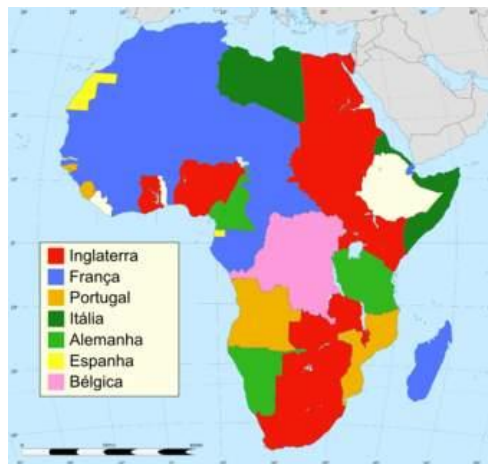 Inglaterra
França
Portugal
Itália
Alemanha
Espanha
Bélgica